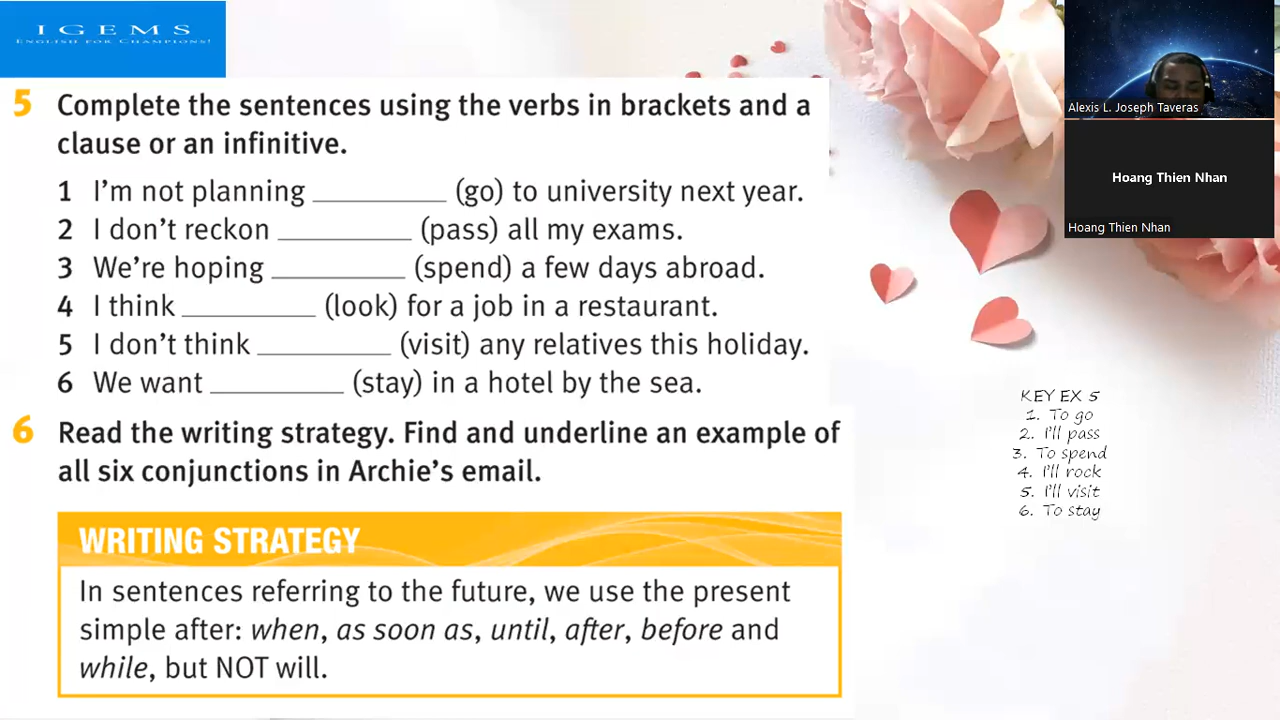 IGEMS
ENGLISH FOR CHAMPIONS!
5 Complete the sentences using the verbs in brackets and a
clause or an infinitive.
1 I'm not planning __________ (go) to university next year.
2 I don't reckon __________ (pass) all my exams.
3 We're hoping __________ (spend) a few days abroad.
4 I think __________ (look) for a job in a restaurant.
5 I don't think __________ (visit) any relatives this holiday.
6 We want __________ (stay) in a hotel by the sea.
6 Read the writing strategy. Find and underline an example of
all six conjunctions in Archie's email.
WRITING STRATEGY
In sentences referring to the future, we use the present
simple after: when, as soon as, until, after, before and
while, but NOT will.
Alexis L. Joseph Taveras
Hoang Thien Nhan
Hoang Thien Nhan
KEY EX 5
1. To go
2. I'll pass
3. To spend
4. I'll rock
5. I'll visit
6. To stay